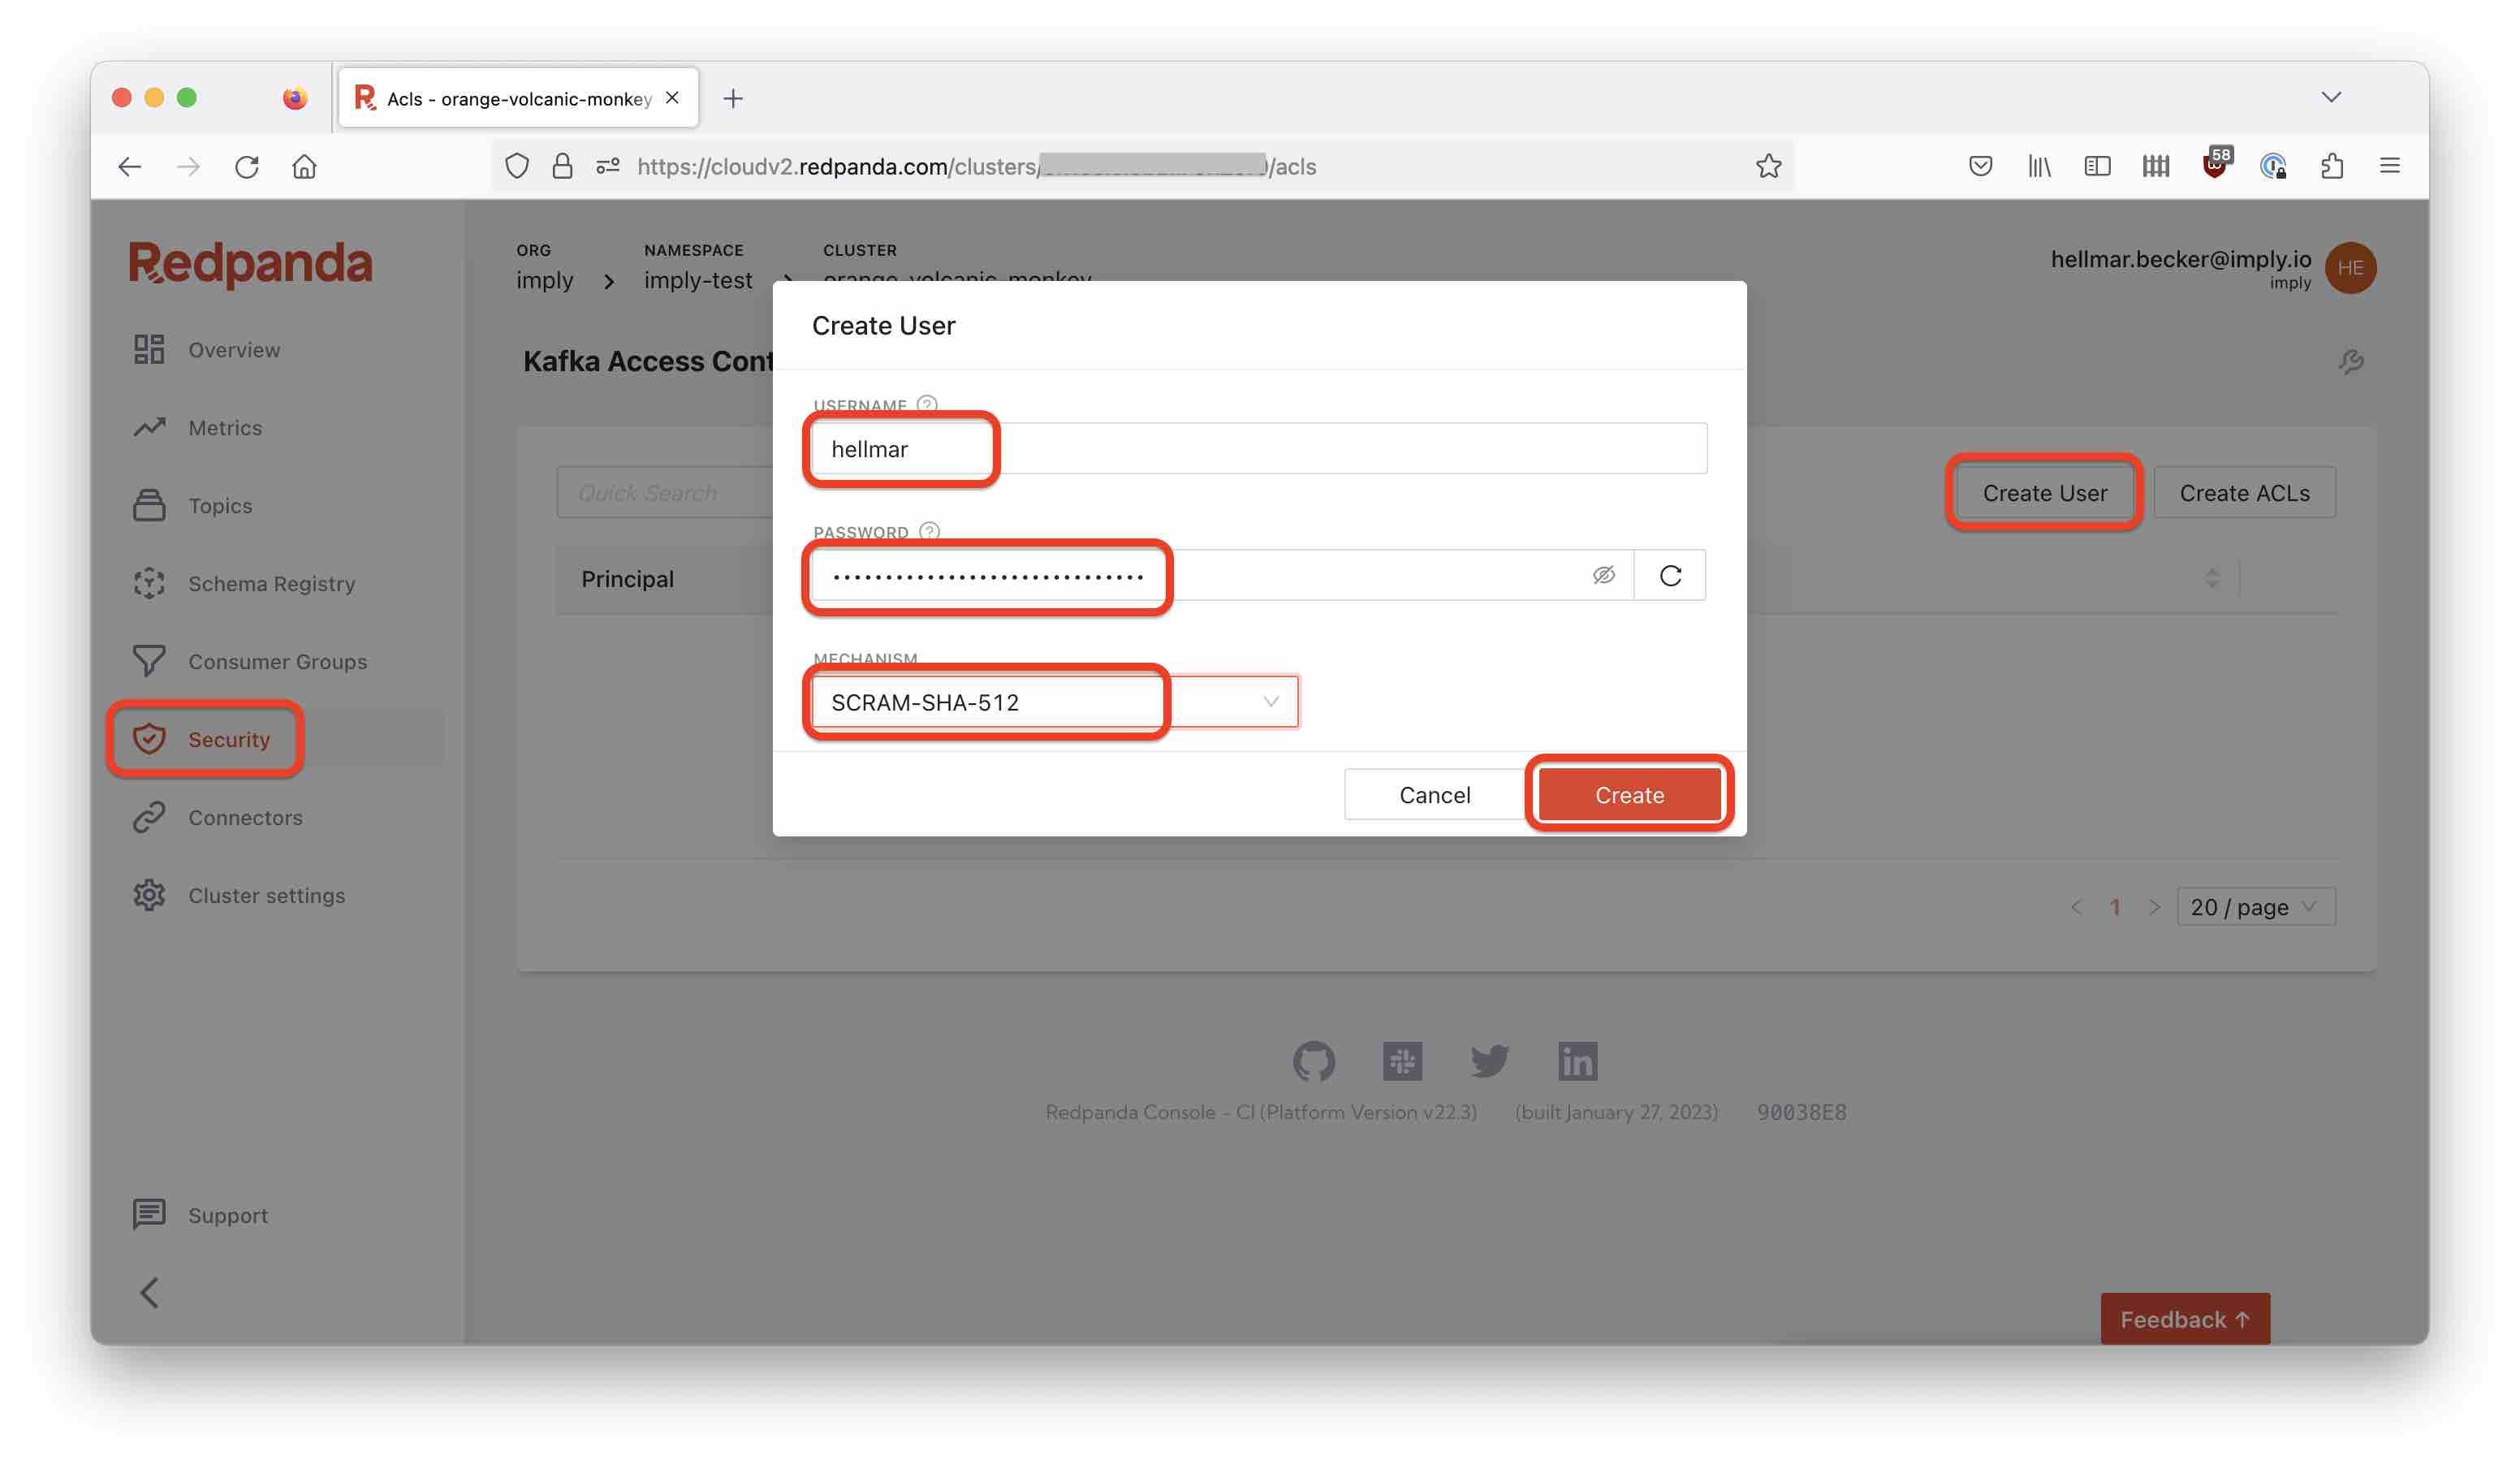 Acls - orange-volcanic-monkey
https://cloudv2.redpanda.com/clusters/ /acls
58
Redpanda
ORG NAMESPACE CLUSTER
imply > imply-test > orange-volcanic-monkey
hellmar.becker@imply.io
imply
HE
Overview
Metrics
Topics
Schema Registry
Consumer Groups
Security
Connectors
Cluster settings
Support
Kafka Access Cont
Quick Search
Create User
Create ACLs
Principal
Create User
USERNAME
hellmar
PASSWORD
••••••••••••••••••••••••••••••
MECHANISM
SCRAM-SHA-512
Cancel
Create
< 1 > 20 / page
in
Redpanda Console - CI (Platform Version v22.3) (built January 27, 2023) 90038E8
Feedback ↑